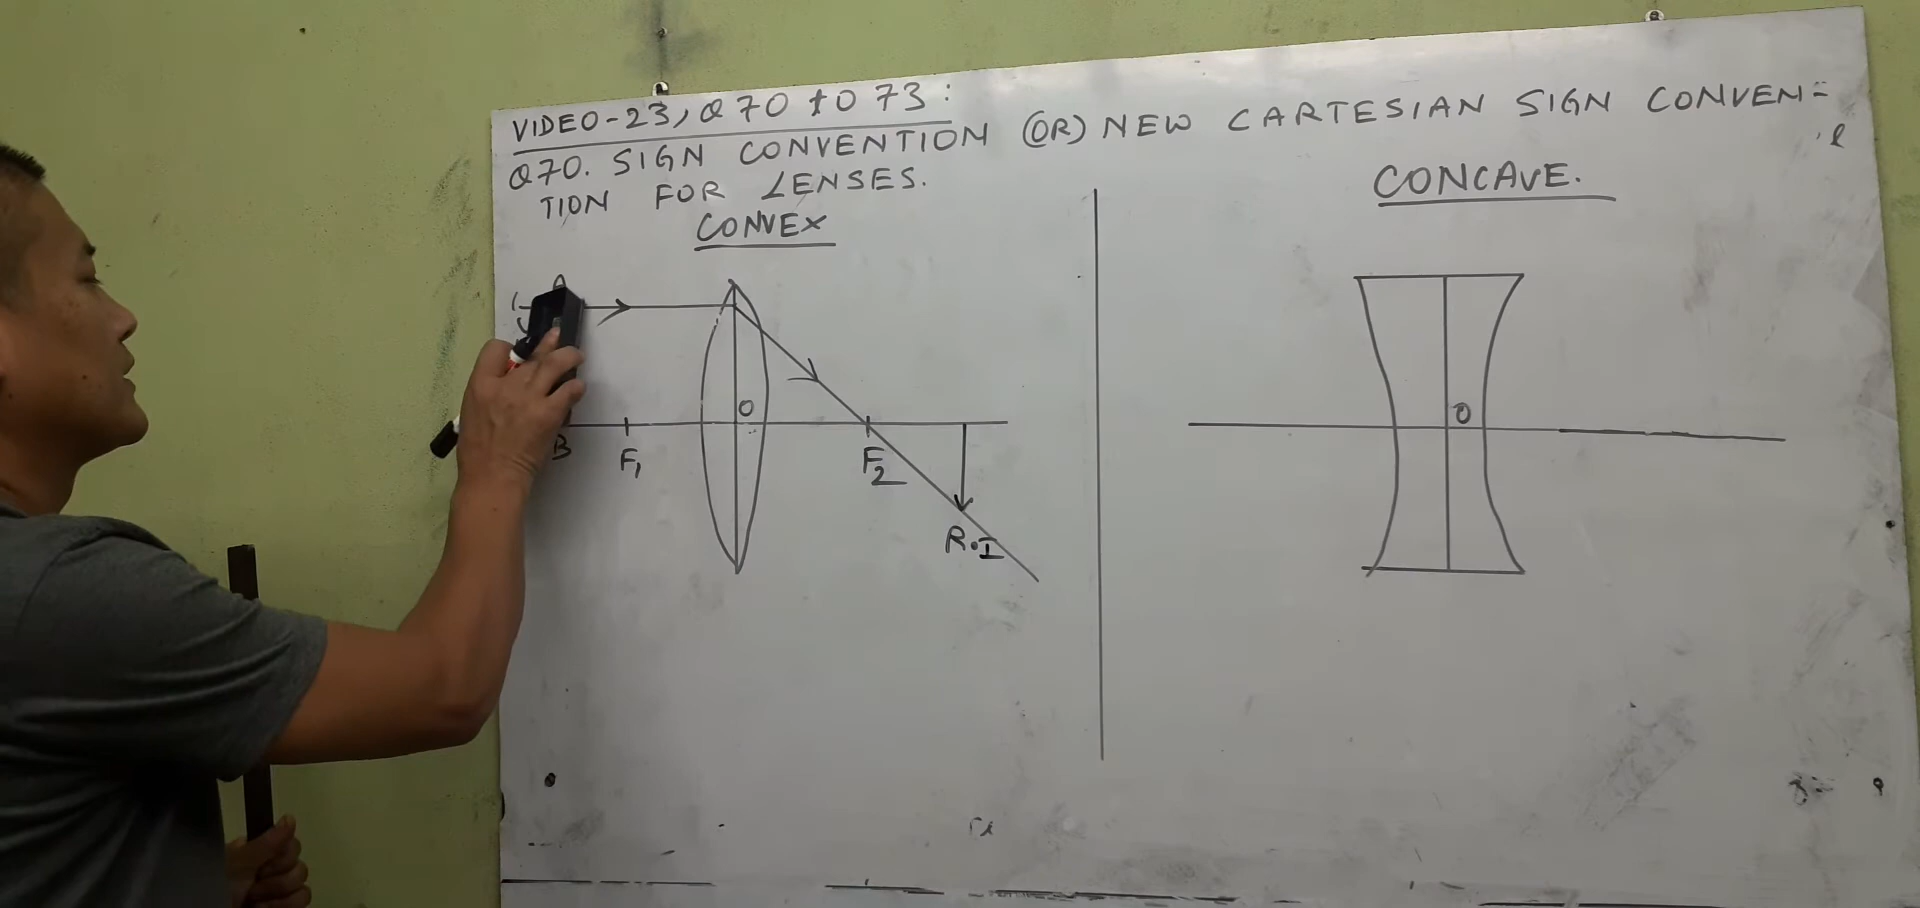 VIDEO-23, Q70 to 73:
Q70. SIGN CONVENTION (OR) NEW CARTESIAN SIGN CONVEN=
TION FOR LENSES.
CONVEX
CONCAVE.
A
O
B
F1
F2
R.I
O